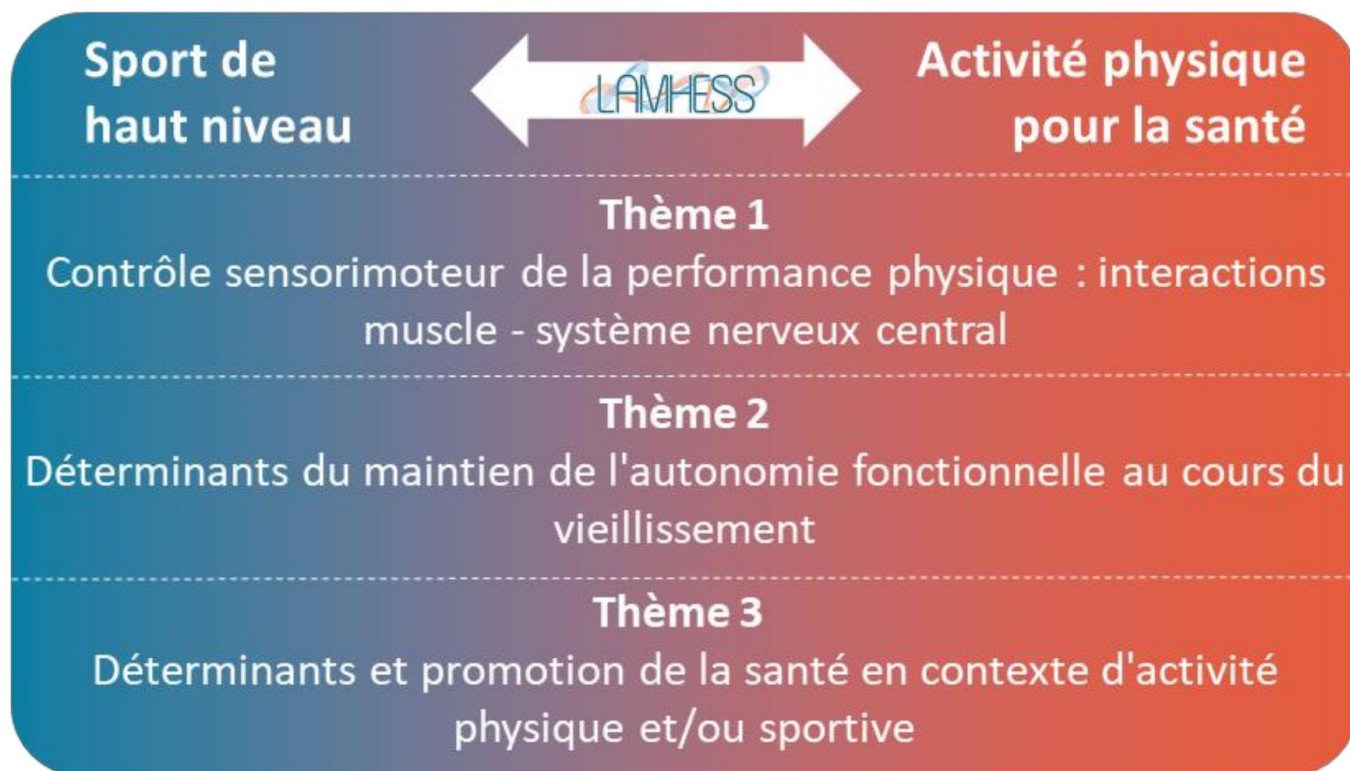 Sport de
haut niveau
LAMHESS
Activité physique
pour la santé
Thème 1
Contrôle sensorimoteur de la performance physique : interactions
muscle - système nerveux central
Thème 2
Déterminants du maintien de l'autonomie fonctionnelle au cours du
vieillissement
Thème 3
Déterminants et promotion de la santé en contexte d'activité
physique et/ou sportive